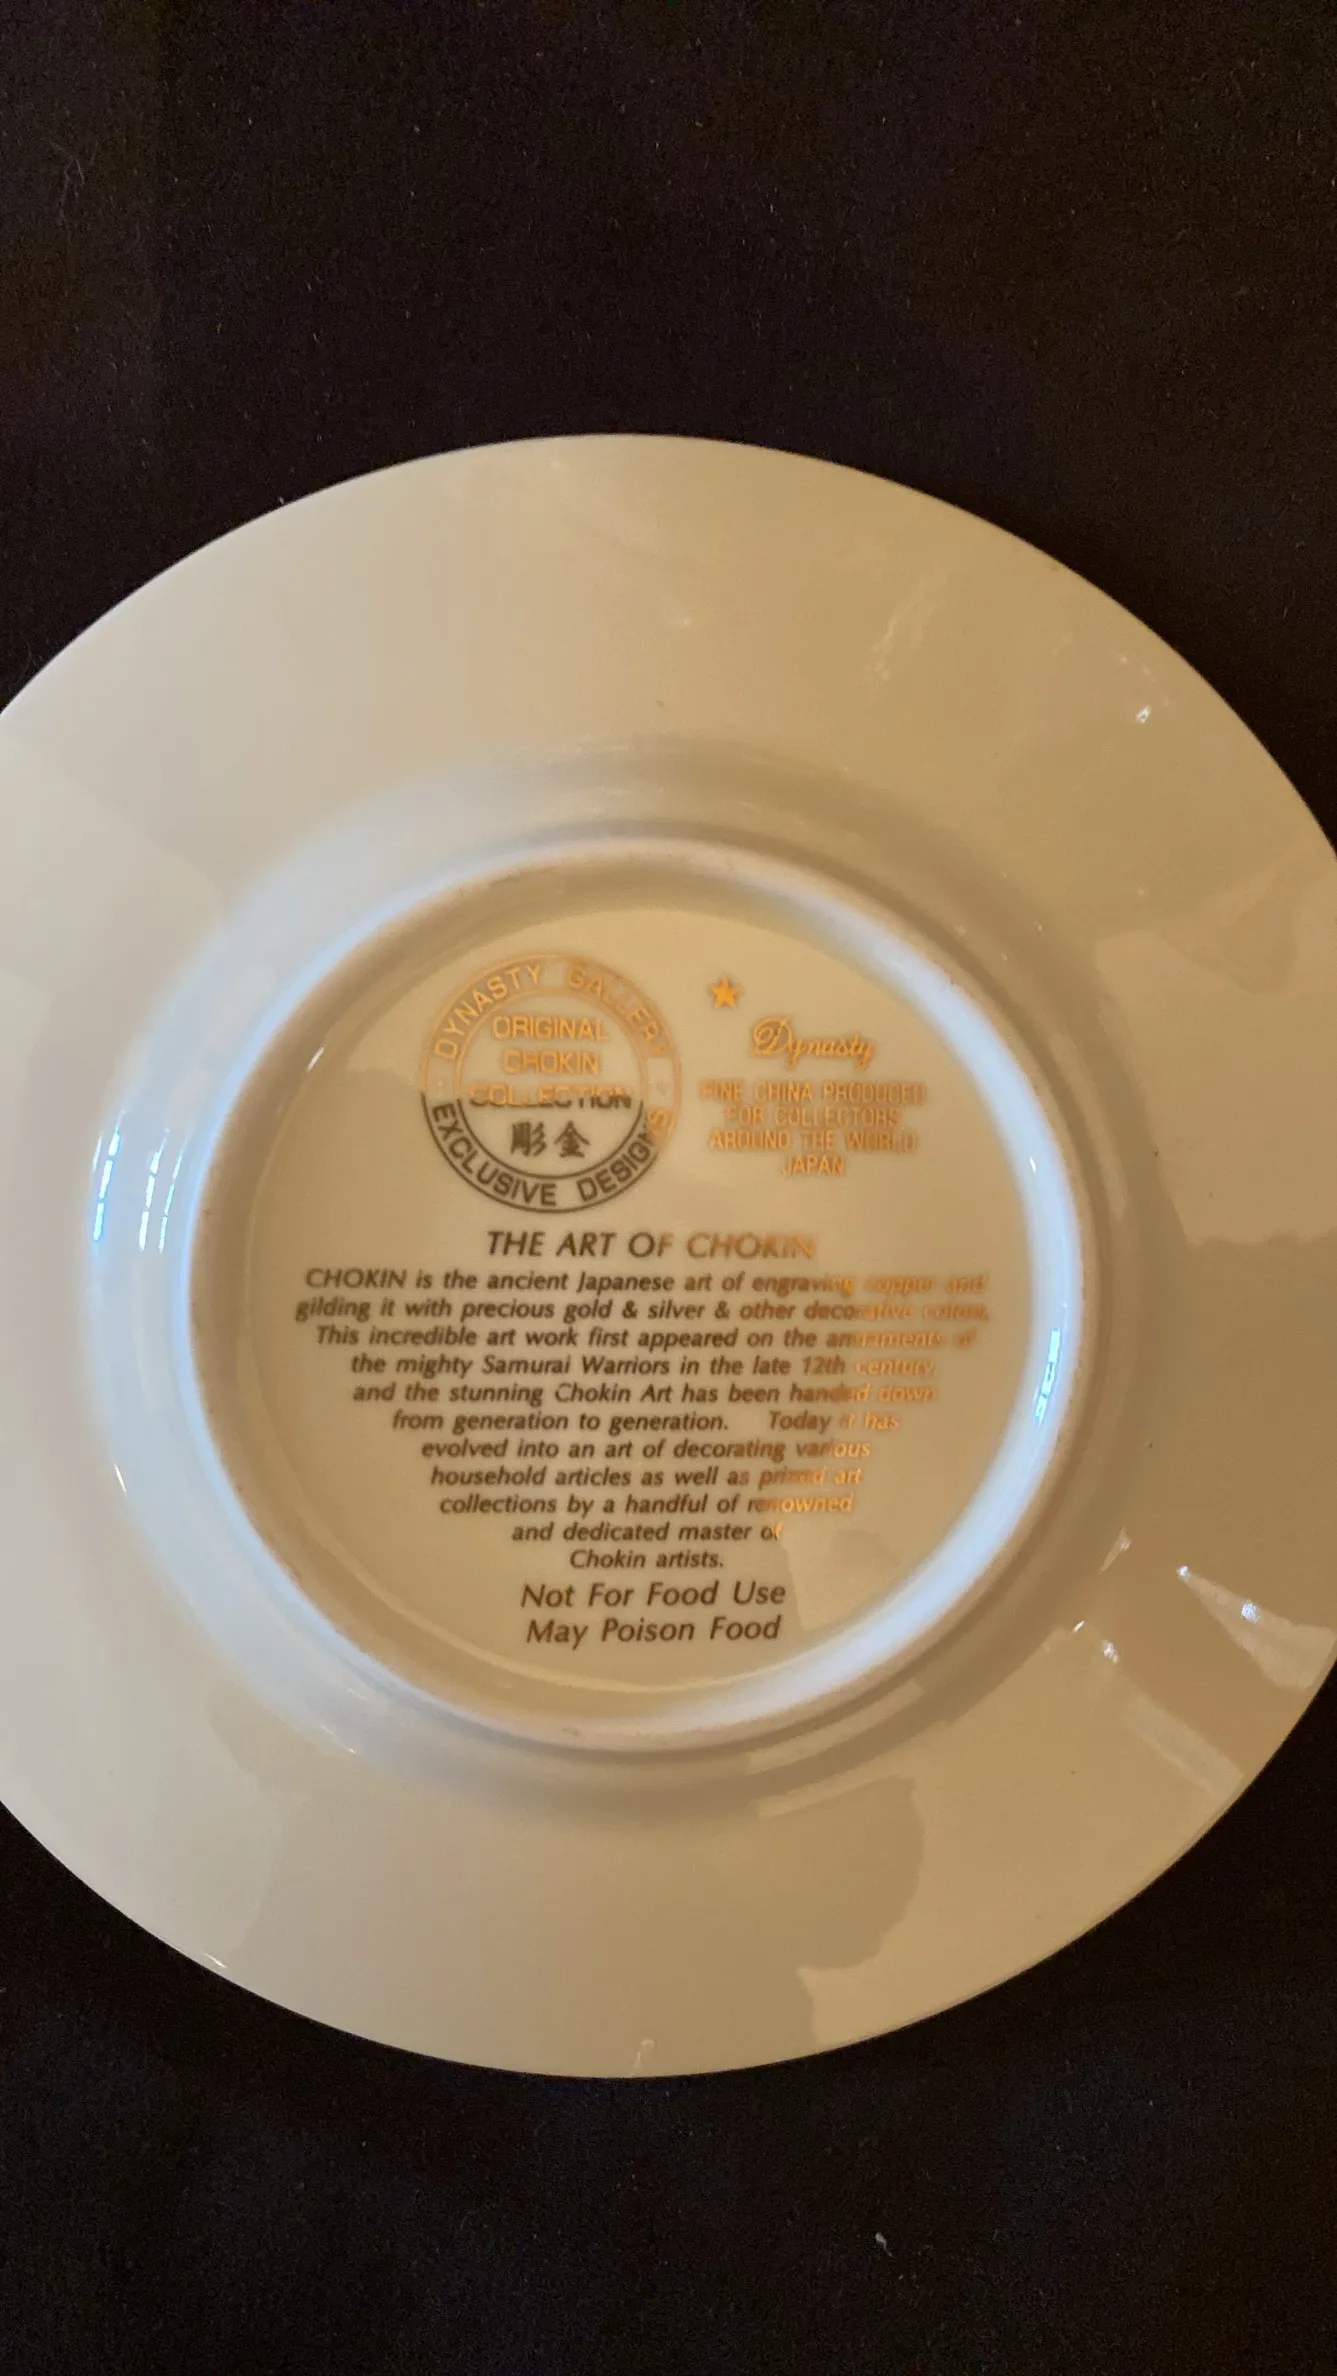 DYNASTY GALLERY
ORIGINAL
CHOKIN
COLLECTION
彫金
EXCLUSIVE DESIGNS
Dynasty
FINE CHINA PRODUCED
FOR COLLECTORS
AROUND THE WORLD
JAPAN
THE ART OF CHOKIN
CHOKIN is the ancient Japanese art of engraving copper and
gilding it with precious gold & silver & other decorative colors.
This incredible art work first appeared on the armaments of
the mighty Samurai Warriors in the late 12th century,
and the stunning Chokin Art has been handed down
from generation to generation. Today it has
evolved into an art of decorating various
household articles as well as prized art
collections by a handful of renowned
and dedicated master of
Chokin artists.
Not For Food Use
May Poison Food